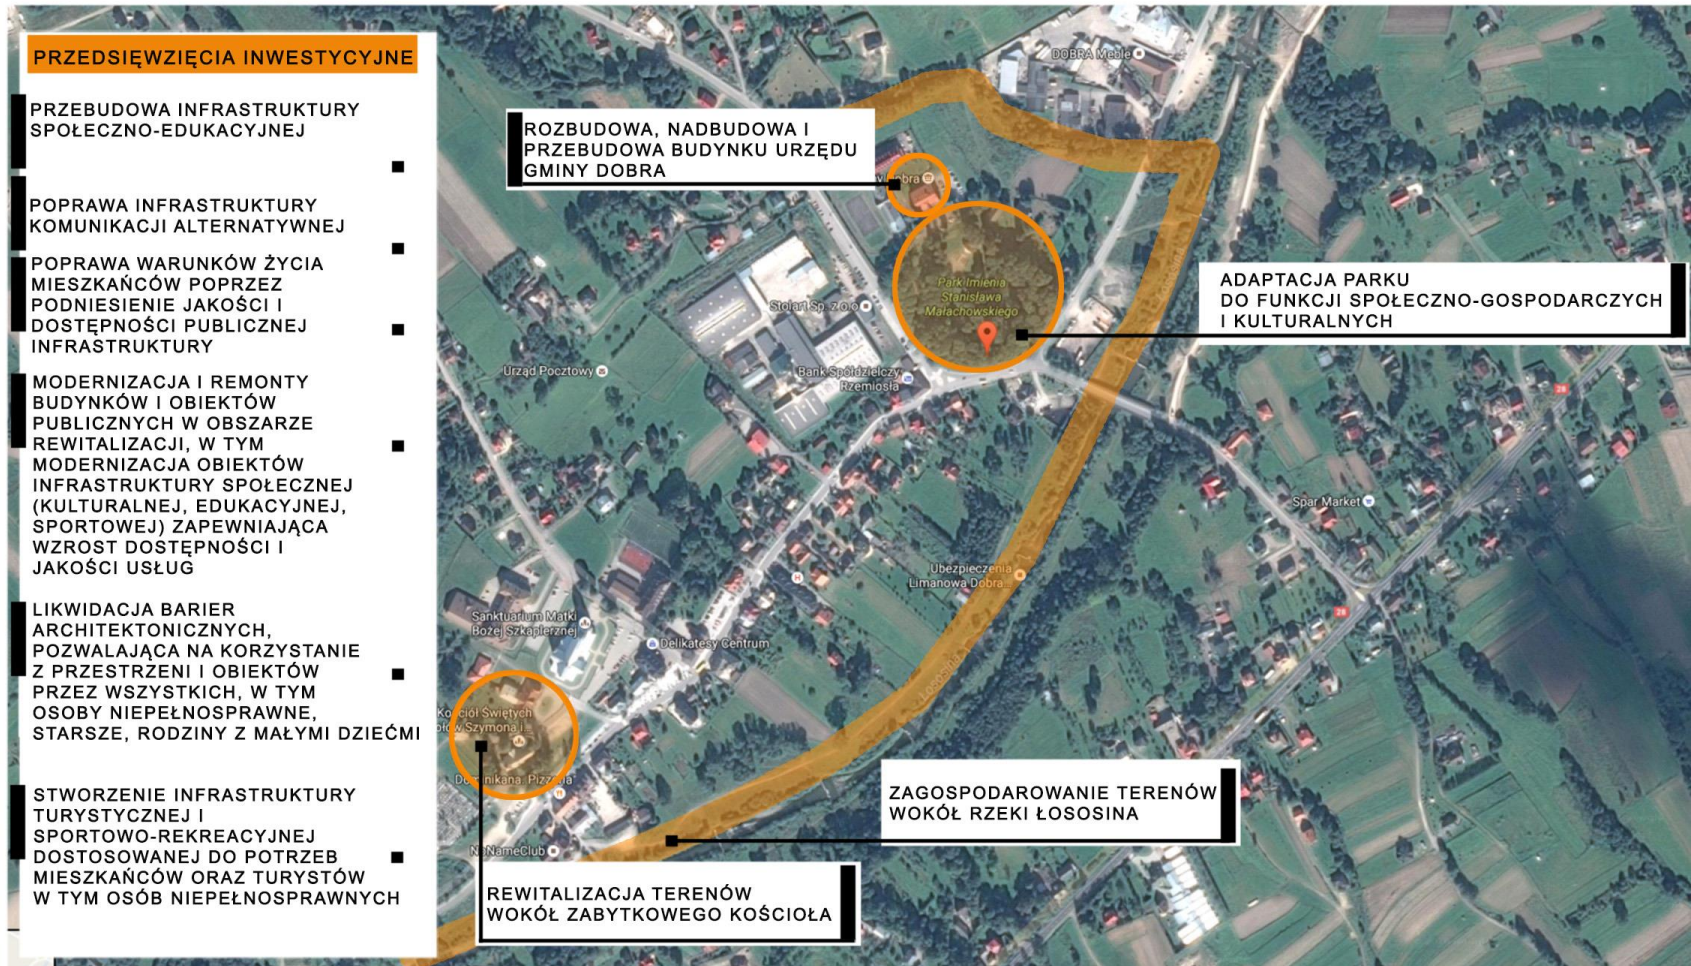 PRZEDSIĘWZIĘCIA INWESTYCYJNE
PRZEBUDOWA INFRASTRUKTURY
SPOŁECZNO-EDUKACYJNEJ
POPRAWA INFRASTRUKTURY
KOMUNIKACJI ALTERNATYWNEJ
POPRAWA WARUNKÓW ŻYCIA
MIESZKAŃCÓW POPRZEZ
PODNIESIENIE JAKOŚCI I
DOSTĘPNOŚCI PUBLICZNEJ
INFRASTRUKTURY
MODERNIZACJA I REMONTY
BUDYNKÓW I OBIEKTÓW
PUBLICZNYCH W OBSZARZE
REWITALIZACJI, W TYM
MODERNIZACJA OBIEKTÓW
INFRASTRUKTURY SPOŁECZNEJ
(KULTURALNEJ, EDUKACYJNEJ,
SPORTOWEJ) ZAPEWNIAJĄCA
WZROST DOSTĘPNOŚCI I
JAKOŚCI USŁUG
LIKWIDACJA BARIER
ARCHITEKTONICZNYCH,
POZWALAJĄCA NA KORZYSTANIE
Z PRZESTRZENI I OBIEKTÓW
PRZEZ WSZYSTKICH, W TYM
OSOBY NIEPEŁNOSPRAWNE,
STARSZE, RODZINY Z MAŁYMI DZIEĆMI
STWORZENIE INFRASTRUKTURY
TURYSTYCZNEJ I
SPORTOWO-REKREACYJNEJ
DOSTOSOWANEJ DO POTRZEB
MIESZKAŃCÓW ORAZ TURYSTÓW
W TYM OSÓB NIEPEŁNOSPRAWNYCH
DOBRA Meble
ROZBUDOWA, NADBUDOWA I
PRZEBUDOWA BUDYNKU URZĘDU
GMINY DOBRA
Dobra
Park Imienia
Stanisława
Małachowskiego
ADAPTACJA PARKU
DO FUNKCJI SPOŁECZNO-GOSPODARCZYCH
I KULTURALNYCH
Stolart Sp. z o.o
Urząd Pocztowy
Bank Spółdzielczy
Rzemiosła
28
Spar Market
Ubezpieczenia
Limanowa Dobra...
28
Sanktuarium Matki
Bożej Szkaplerznej
Delikatesy Centrum
Łososina
Kościół Świętych
Szymona i...
Dominikana. Pizzeria
NoNameClub
ZAGOSPODAROWANIE TERENÓW
WOKÓŁ RZEKI ŁOSOSINA
REWITALIZACJA TERENÓW
WOKÓŁ ZABYTKOWEGO KOŚCIOŁA